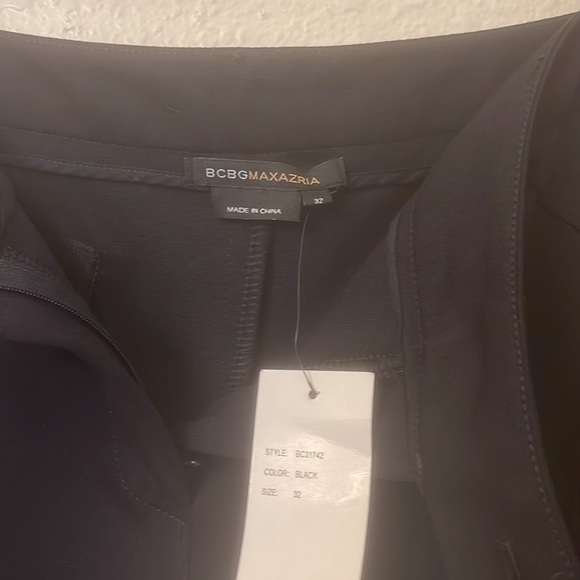 BCBGMAXAZRIA
32
MADE IN CHINA
STYLE: BC31742
COLOR: BLACK
SIZE: 32